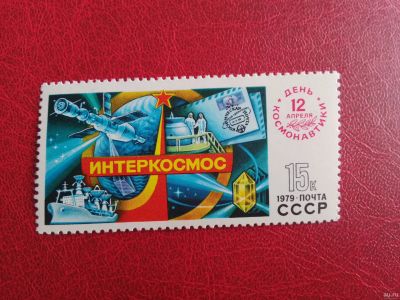 ДЕНЬ
12
АПРЕЛЯ
КОСМОНАВТИКИ
ИНТЕРКОСМОС
15к
1979·ПОЧТА
СССР